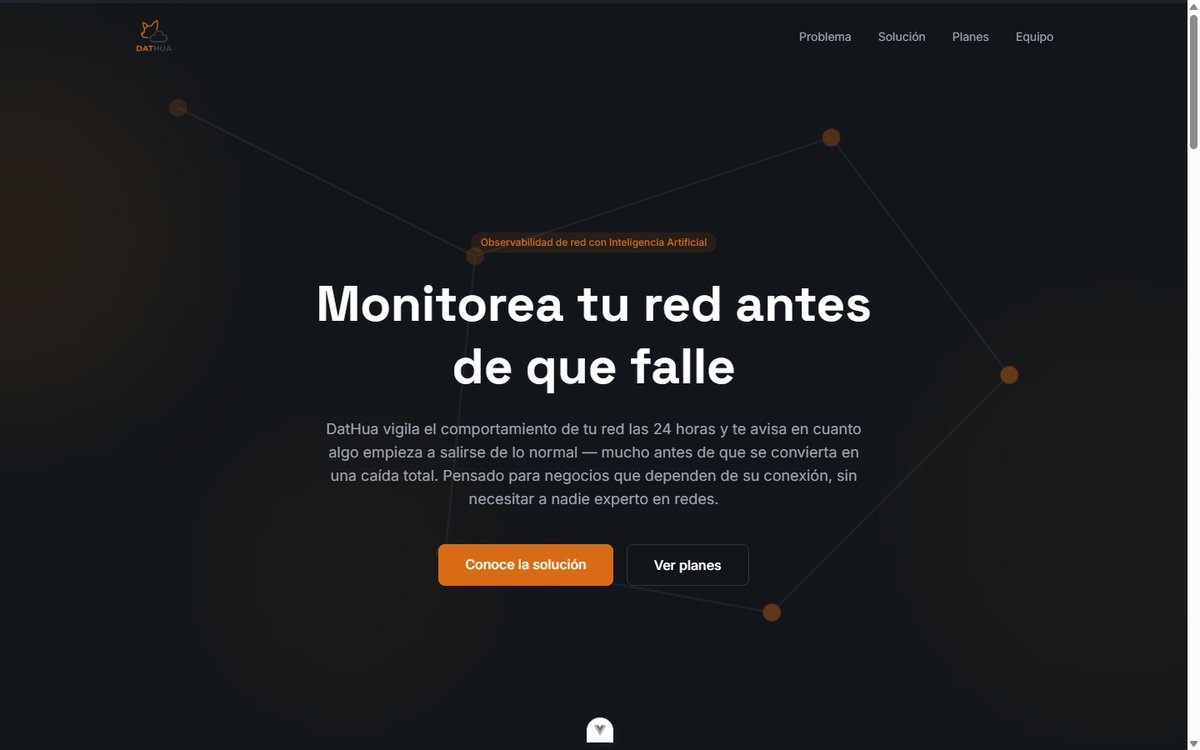 DATHUA
Problema
Solución
Planes
Equipo
Observabilidad de red con Inteligencia Artificial
Monitorea tu red antes
de que falle
DatHua vigila el comportamiento de tu red las 24 horas y te avisa en cuanto
algo empieza a salirse de lo normal — mucho antes de que se convierta en
una caída total. Pensado para negocios que dependen de su conexión, sin
necesitar a nadie experto en redes.
Conoce la solución
Ver planes